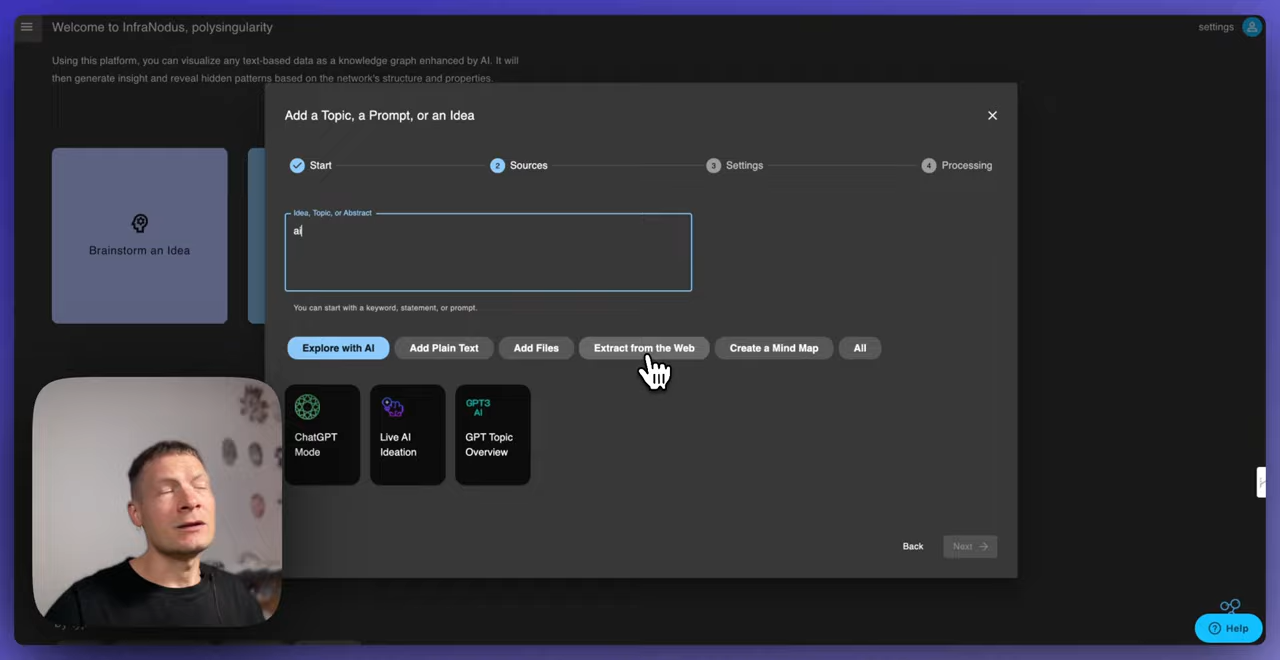 Welcome to InfraNodus, polysingularity
settings
Using this platform, you can visualize any text-based data as a knowledge graph enhanced by AI. It will
then generate insight and reveal hidden patterns based on the network's structure and properties.
Add a Topic, a Prompt, or an Idea
Start
2 Sources
3 Settings
4 Processing
Idea, Topic, or Abstract
ai
Brainstorm an Idea
You can start with a keyword, statement, or prompt.
Explore with AI
Add Plain Text
Add Files
Extract from the Web
Create a Mind Map
All
ChatGPT
Mode
Live AI
Ideation
GPT3
AI
GPT Topic
Overview
Back
Next
Help